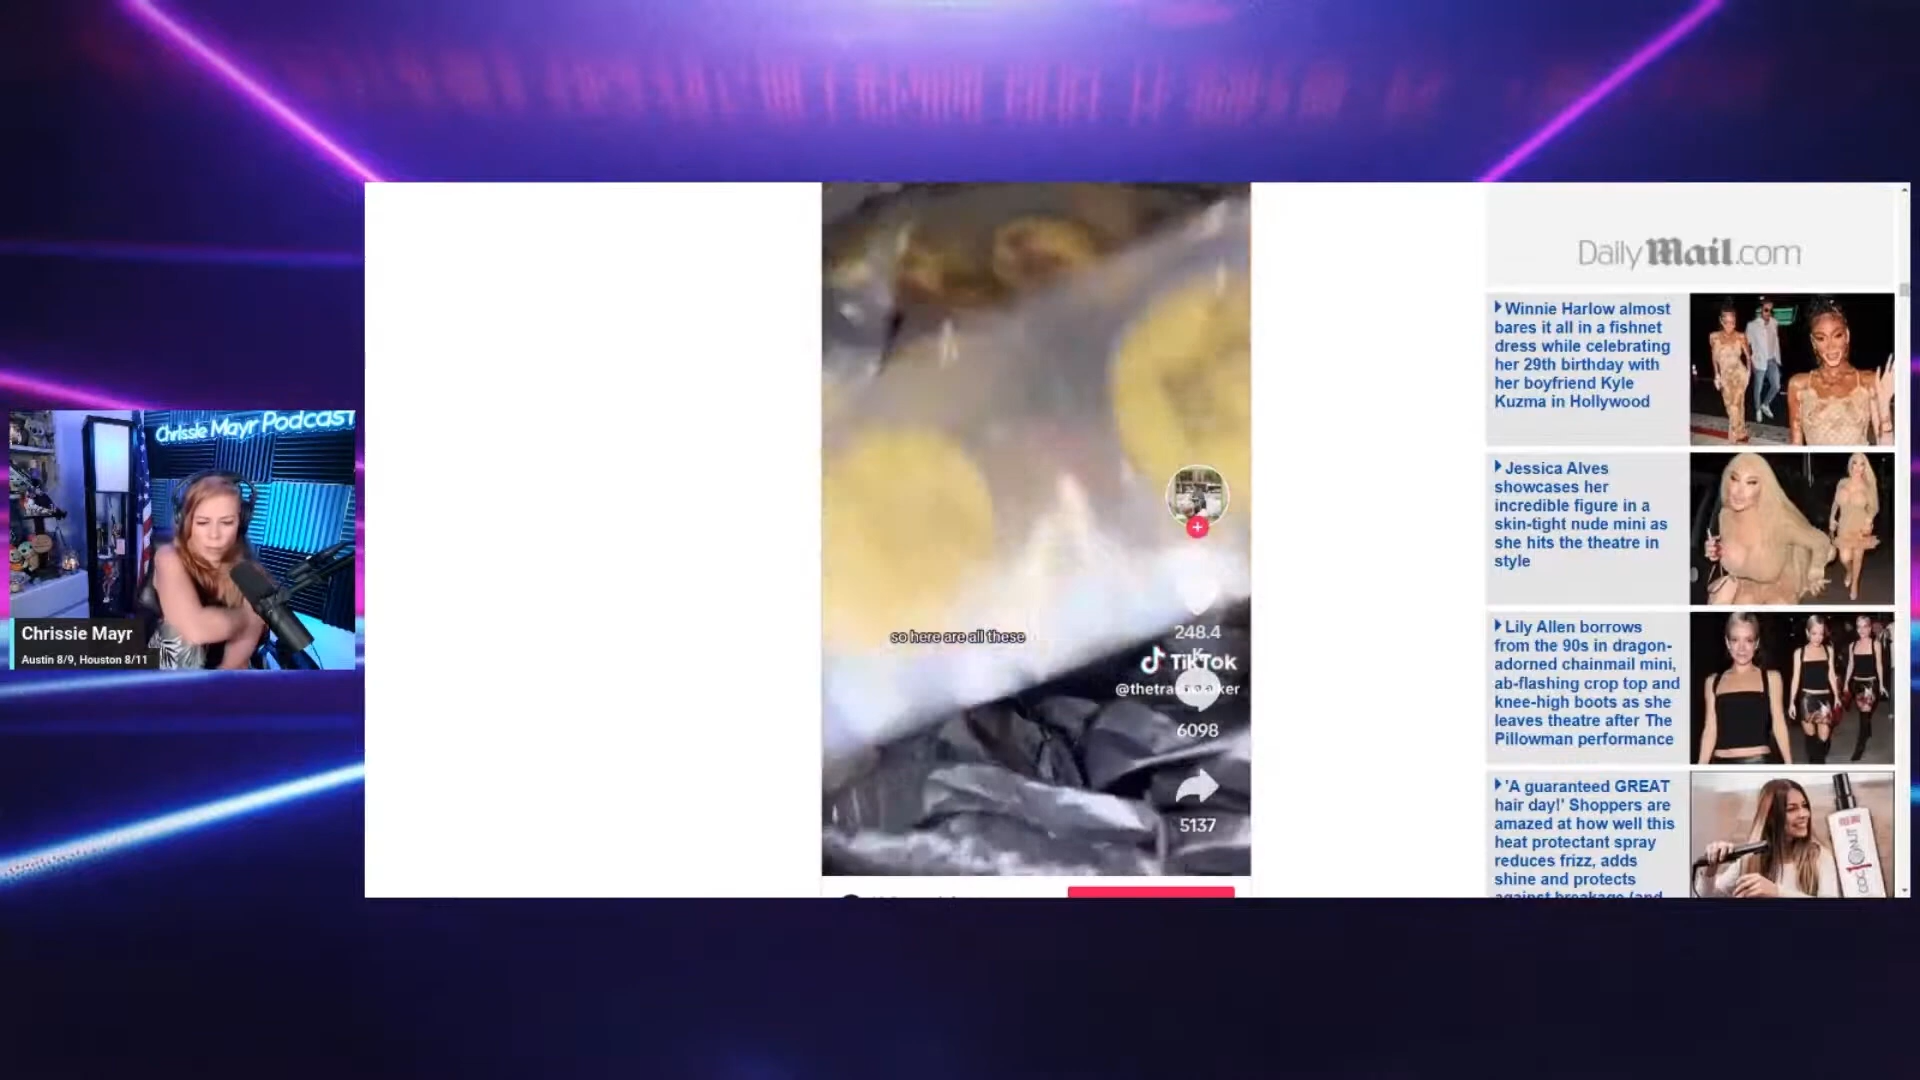 Chrissie Mayr Podcast
Chrissie Mayr
Austin 8/9, Houston 8/11
so here are all these
248.4
K
TikTok
6098
5137
DailyMail.com
Winnie Harlow almost
bares it all in a fishnet
dress while celebrating
her 29th birthday with
her boyfriend Kyle
Kuzma in Hollywood
Jessica Alves
showcases her
incredible figure in a
skin-tight nude mini as
she hits the theatre in
style
Lily Allen borrows
from the 90s in dragon-
adorned chainmail mini,
ab-flashing crop top and
knee-high boots as she
leaves theatre after The
Pillowman performance
'A guaranteed GREAT
hair day!' Shoppers are
amazed at how well this
heat protectant spray
reduces frizz, adds
shine and protects
against breakage (and